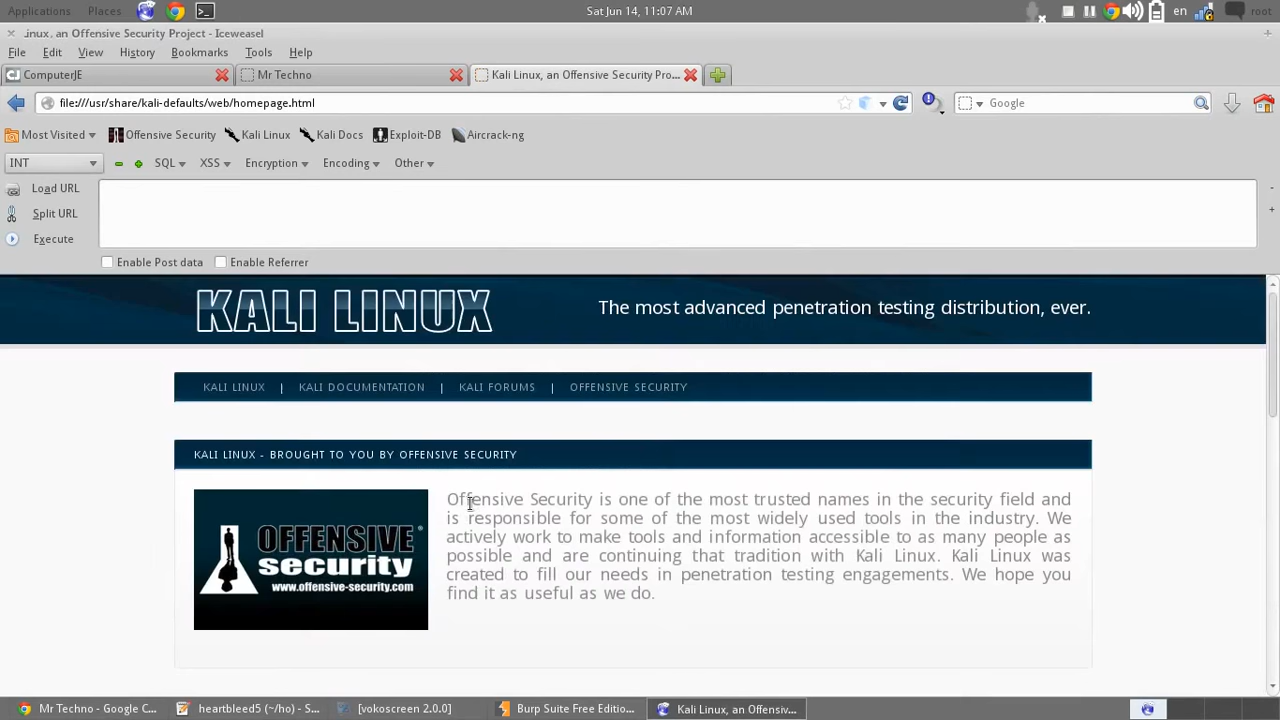 Applications Places Sat Jun 14, 11:07 AM en root
.inux, an Offensive Security Project - Iceweasel
File Edit View History Bookmarks Tools Help
ComputerJE Mr Techno Kali Linux, an Offensive Security Pro...
file:///usr/share/kali-defaults/web/homepage.html Google
Most Visited Offensive Security Kali Linux Kali Docs Exploit-DB Aircrack-ng
INT SQL XSS Encryption Encoding Other
Load URL
Split URL
Execute
Enable Post data Enable Referrer
KALI LINUX The most advanced penetration testing distribution, ever.
KALI LINUX | KALI DOCUMENTATION | KALI FORUMS | OFFENSIVE SECURITY
KALI LINUX - BROUGHT TO YOU BY OFFENSIVE SECURITY
OFFENSIVE®
security
www.offensive-security.com
Offensive Security is one of the most trusted names in the security field and
is responsible for some of the most widely used tools in the industry. We
actively work to make tools and information accessible to as many people as
possible and are continuing that tradition with Kali Linux. Kali Linux was
created to fill our needs in penetration testing engagements. We hope you
find it as useful as we do.
Mr Techno - Google C... heartbleed5 (~/ho) - S... [vokoscreen 2.0.0] Burp Suite Free Edition... Kali Linux, an Offensiv...